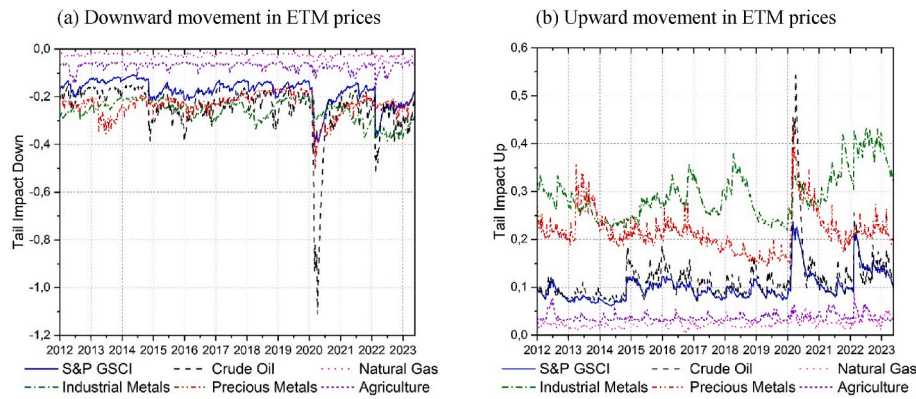 (a) Downward movement in ETM prices
(b) Upward movement in ETM prices
0,0
-0,2
-0,4
-0,6
-0,8
-1,0
-1,2
Tail Impact Down
2012 2013 2014 2015 2016 2017 2018 2019 2020 2021 2022 2023
S&P GSCI Crude Oil Natural Gas
Industrial Metals Precious Metals Agriculture
0,6
0,5
0,4
0,3
0,2
0,1
0,0
Tail Impact Up
2012 2013 2014 2015 2016 2017 2018 2019 2020 2021 2022 2023
S&P GSCI Crude Oil Natural Gas
Industrial Metals Precious Metals Agriculture